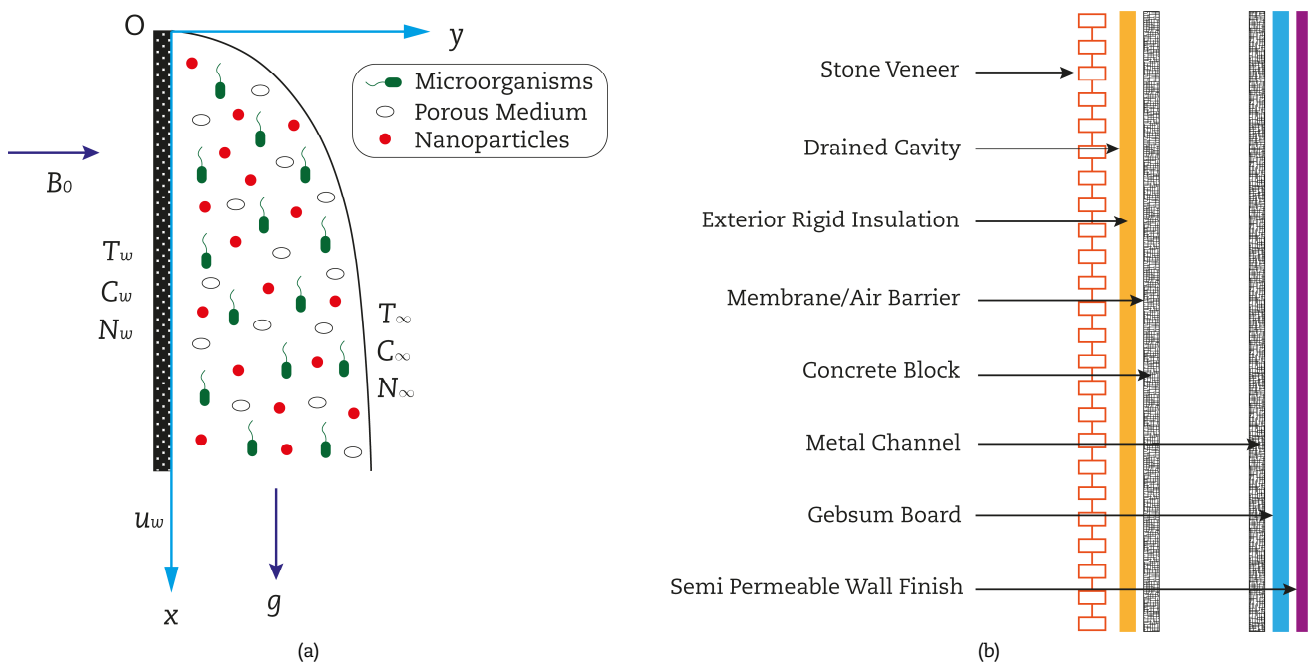 O
y
Microorganisms
Porous Medium
Nanoparticles
B0
Tw
Cw
Nw
T∞
C∞
N∞
uw
x
g
(a)
Stone Veneer
Drained Cavity
Exterior Rigid Insulation
Membrane/Air Barrier
Concrete Block
Metal Channel
Gebsum Board
Semi Permeable Wall Finish
(b)